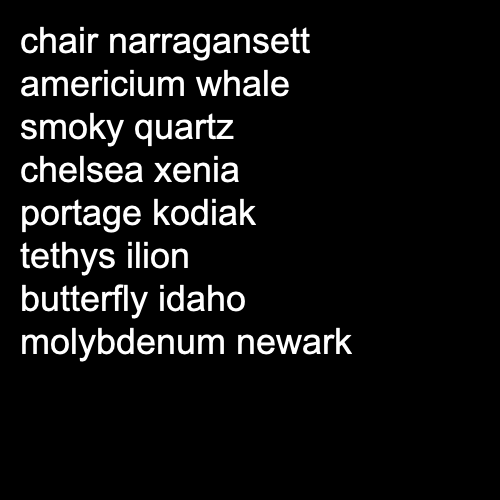 chair narragansett
americium whale
smoky quartz
chelsea xenia
portage kodiak
tethys ilion
butterfly idaho
molybdenum newark